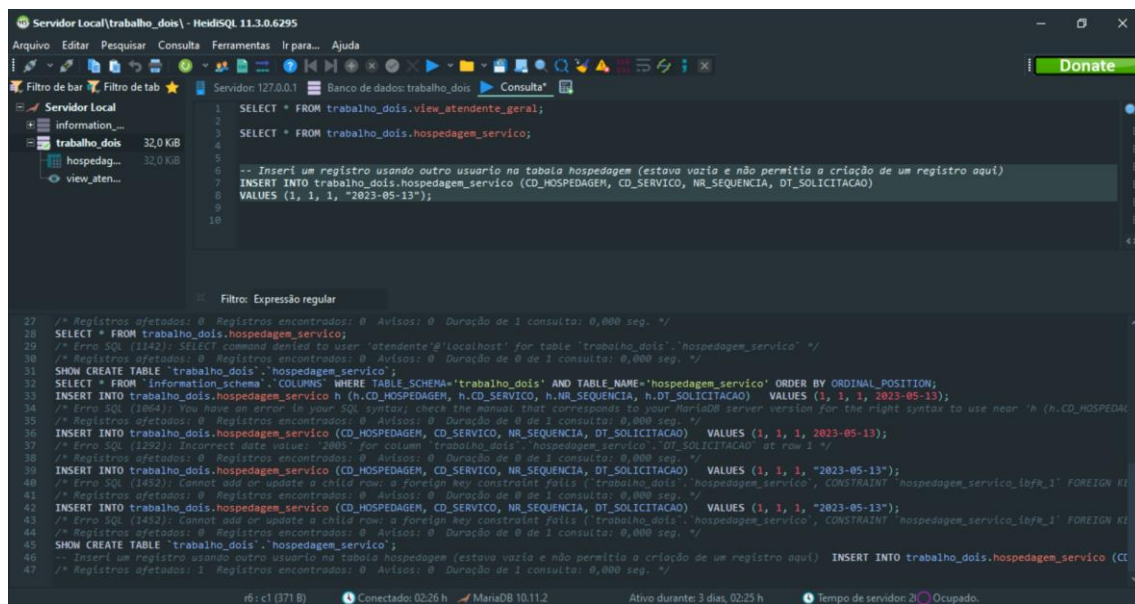 Servidor Local\trabalho_dois\ - HeidiSQL 11.3.0.6295
Arquivo Editar Pesquisar Consulta Ferramentas Ir para... Ajuda
Donate
Filtro de bar Filtro de tab Servidor: 127.0.0.1 Banco de dados: trabalho_dois Consulta*
Servidor Local
information_...
trabalho_dois 32,0 KiB
hospedag... 32,0 KiB
view_aten...
1 SELECT * FROM trabalho_dois.view_atendente_geral;
2
3 SELECT * FROM trabalho_dois.hospedagem_servico;
4
5
6 -- Inseri um registro usando outro usuario na tabala hospedagem (estava vazia e não permitia a criação de um registro aqui)
7 INSERT INTO trabalho_dois.hospedagem_servico (CD_HOSPEDAGEM, CD_SERVICO, NR_SEQUENCIA, DT_SOLICITACAO)
8 VALUES (1, 1, 1, "2023-05-13");
9
10
Filtro: Expressão regular
27 /* Registros afetados: 0 Registros encontrados: 0 Avisos: 0 Duração de 1 consulta: 0,000 seg. */
28 SELECT * FROM trabalho_dois.hospedagem_servico;
29 /* Erro SQL (1142): SELECT command denied to user 'atendente'@'localhost' for table `trabalho_dois`.`hospedagem_servico` */
30 /* Registros afetados: 0 Registros encontrados: 0 Avisos: 0 Duração de 0 de 1 consulta: 0,000 seg. */
31 SHOW CREATE TABLE `trabalho_dois`.`hospedagem_servico`;
32 SELECT * FROM `information_schema`.`COLUMNS` WHERE TABLE_SCHEMA='trabalho_dois' AND TABLE_NAME='hospedagem_servico' ORDER BY ORDINAL_POSITION;
33 INSERT INTO trabalho_dois.hospedagem_servico h (h.CD_HOSPEDAGEM, h.CD_SERVICO, h.NR_SEQUENCIA, h.DT_SOLICITACAO) VALUES (1, 1, 1, 2023-05-13);
34 /* Erro SQL (1064): You have an error in your SQL syntax; check the manual that corresponds to your MariaDB server version for the right syntax to use near 'h (h.CD_HOSPEDAG
35 /* Registros afetados: 0 Registros encontrados: 0 Avisos: 0 Duração de 0 de 1 consulta: 0,000 seg. */
36 INSERT INTO trabalho_dois.hospedagem_servico (CD_HOSPEDAGEM, CD_SERVICO, NR_SEQUENCIA, DT_SOLICITACAO) VALUES (1, 1, 1, 2023-05-13);
37 /* Erro SQL (1292): Incorrect date value: '2005' for column `trabalho_dois`.`hospedagem_servico`.`DT_SOLICITACAO` at row 1 */
38 /* Registros afetados: 0 Registros encontrados: 0 Avisos: 0 Duração de 0 de 1 consulta: 0,000 seg. */
39 INSERT INTO trabalho_dois.hospedagem_servico (CD_HOSPEDAGEM, CD_SERVICO, NR_SEQUENCIA, DT_SOLICITACAO) VALUES (1, 1, 1, "2023-05-13");
40 /* Erro SQL (1452): Cannot add or update a child row: a foreign key constraint fails (`trabalho_dois`.`hospedagem_servico`, CONSTRAINT `hospedagem_servico_ibfk_1` FOREIGN KE
41 /* Registros afetados: 0 Registros encontrados: 0 Avisos: 0 Duração de 0 de 1 consulta: 0,000 seg. */
42 INSERT INTO trabalho_dois.hospedagem_servico (CD_HOSPEDAGEM, CD_SERVICO, NR_SEQUENCIA, DT_SOLICITACAO) VALUES (1, 1, 1, "2023-05-13");
43 /* Erro SQL (1452): Cannot add or update a child row: a foreign key constraint fails (`trabalho_dois`.`hospedagem_servico`, CONSTRAINT `hospedagem_servico_ibfk_1` FOREIGN KE
44 /* Registros afetados: 0 Registros encontrados: 0 Avisos: 0 Duração de 0 de 1 consulta: 0,000 seg. */
45 SHOW CREATE TABLE `trabalho_dois`.`hospedagem_servico`;
46 -- Inseri um registro usando outro usuario na tabala hospedagem (estava vazia e não permitia a criação de um registro aqui) INSERT INTO trabalho_dois.hospedagem_servico (CD
47 /* Registros afetados: 1 Registros encontrados: 0 Avisos: 0 Duração de 1 consulta: 0,000 seg. */
r6 : c1 (371 B) Conectado: 02:26 h MariaDB 10.11.2 Ativo durante: 3 dias, 02:25 h Tempo de servidor: 2 Ocupado.